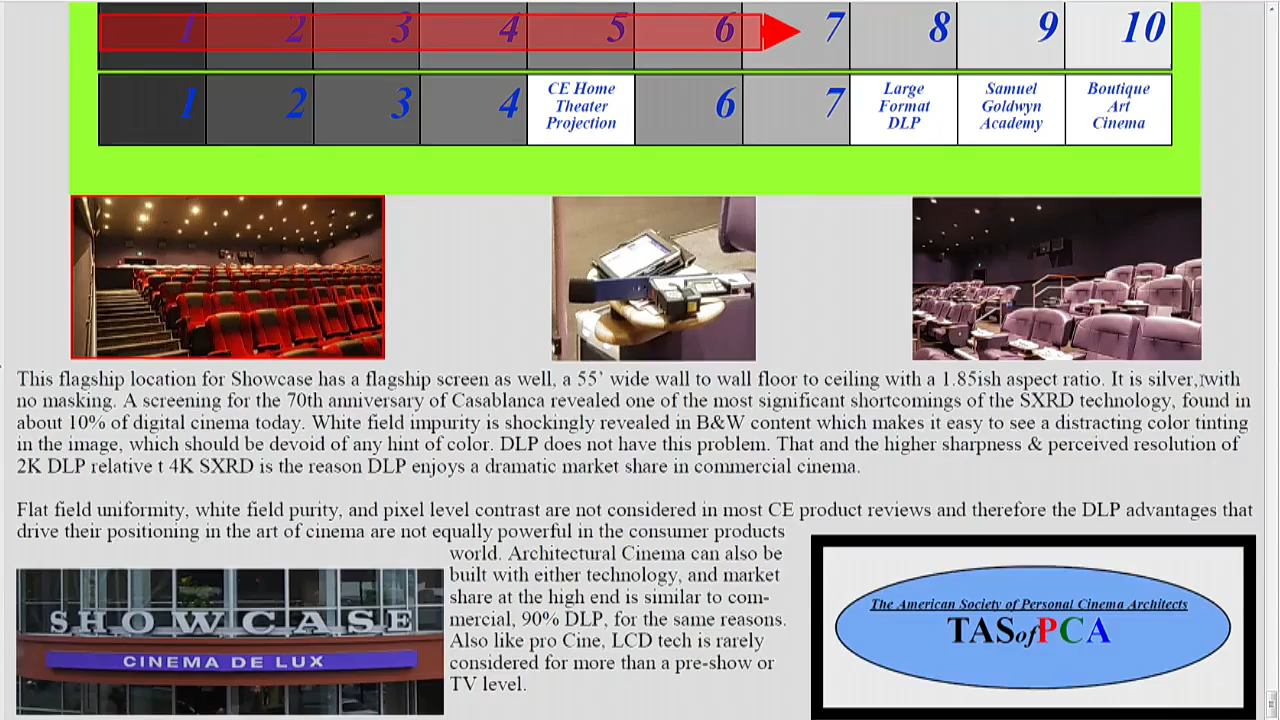 1 2 3 4 5 6 7 8 9 10
1 2 3 4 CE Home Theater Projection 6 7 Large Format DLP Samuel Goldwyn Academy Boutique Art Cinema
This flagship location for Showcase has a flagship screen as well, a 55’ wide wall to wall floor to ceiling with a 1.85ish aspect ratio. It is silver, with
no masking. A screening for the 70th anniversary of Casablanca revealed one of the most significant shortcomings of the SXRD technology, found in
about 10% of digital cinema today. White field impurity is shockingly revealed in B&W content which makes it easy to see a distracting color tinting
in the image, which should be devoid of any hint of color. DLP does not have this problem. That and the higher sharpness & perceived resolution of
2K DLP relative t 4K SXRD is the reason DLP enjoys a dramatic market share in commercial cinema.
Flat field uniformity, white field purity, and pixel level contrast are not considered in most CE product reviews and therefore the DLP advantages that
drive their positioning in the art of cinema are not equally powerful in the consumer products
world. Architectural Cinema can also be
built with either technology, and market
share at the high end is similar to com-
mercial, 90% DLP, for the same reasons.
Also like pro Cine, LCD tech is rarely
considered for more than a pre-show or
TV level.
SHOWCASE
CINEMA DE LUX
The American Society of Personal Cinema Architects
TASofPCA